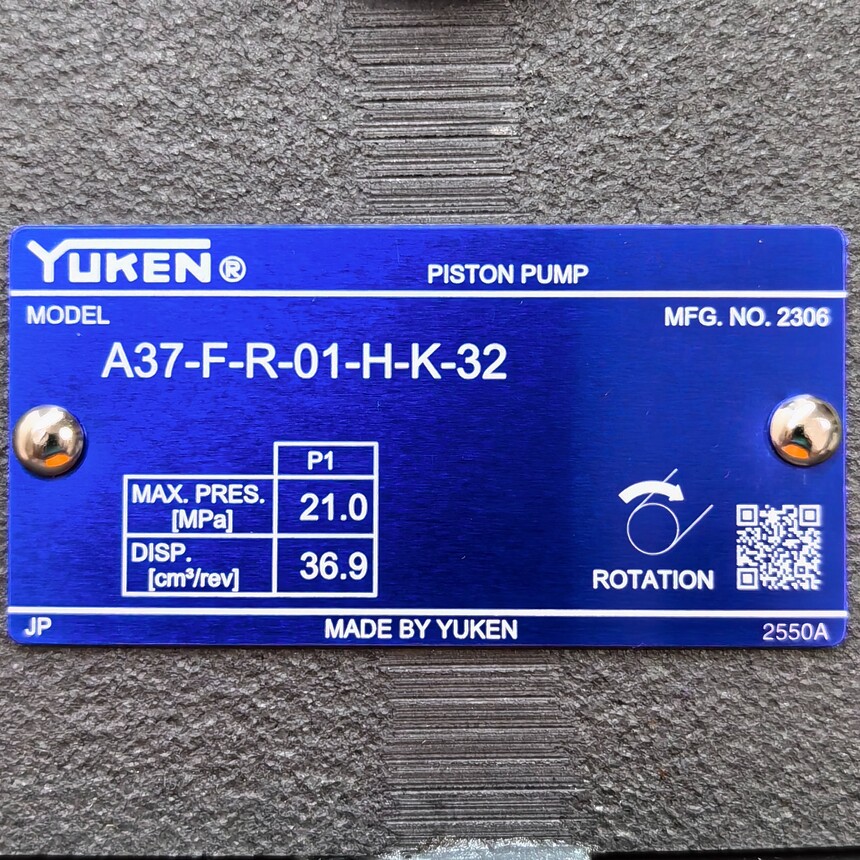 YUKEN®
PISTON PUMP
MODEL
MFG. NO. 2306
A37-F-R-01-H-K-32
P1
MAX. PRES.
[MPa]
21.0
DISP.
[cm³/rev]
36.9
ROTATION
JP
MADE BY YUKEN
2550A